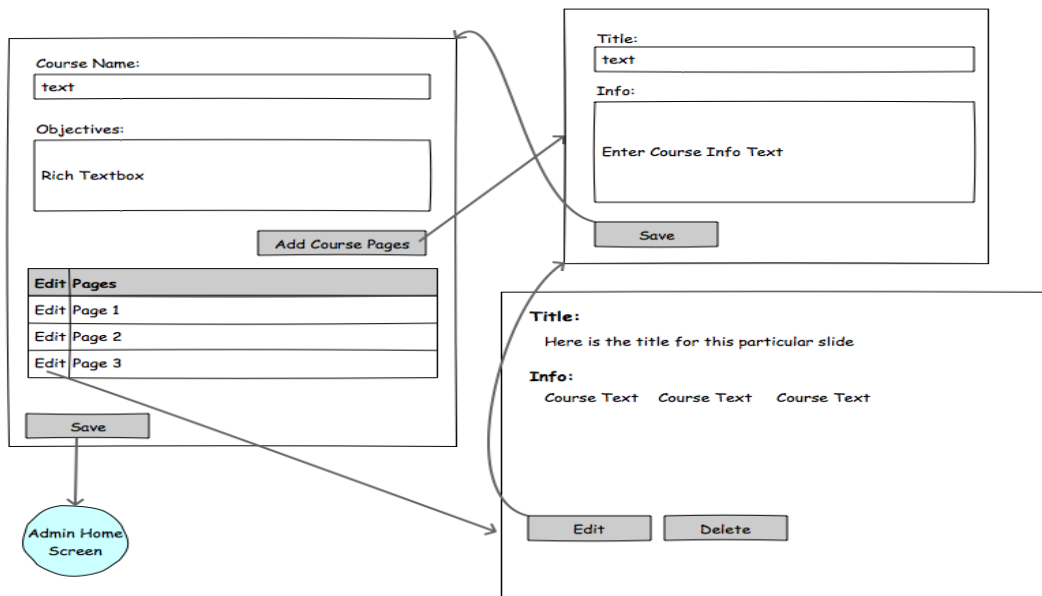 Course Name:
text
Objectives:
Rich Textbox
Add Course Pages
Edit Pages
Edit Page 1
Edit Page 2
Edit Page 3
Save
Admin Home
Screen
Title:
text
Info:
Enter Course Info Text
Save
Title:
Here is the title for this particular slide
Info:
Course Text Course Text Course Text
Edit Delete